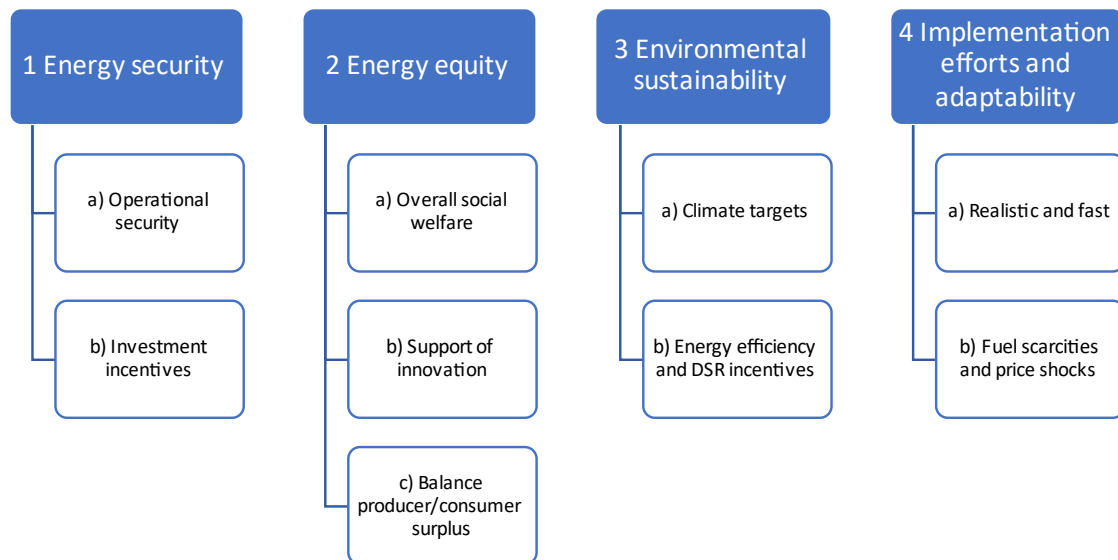 1 Energy security
a) Operational
security
b) Investment
incentives
2 Energy equity
a) Overall social
welfare
b) Support of
innovation
c) Balance
producer/consumer
surplus
3 Environmental
sustainability
a) Climate targets
b) Energy efficiency
and DSR incentives
4 Implementation
efforts and
adaptability
a) Realistic and fast
b) Fuel scarcities
and price shocks